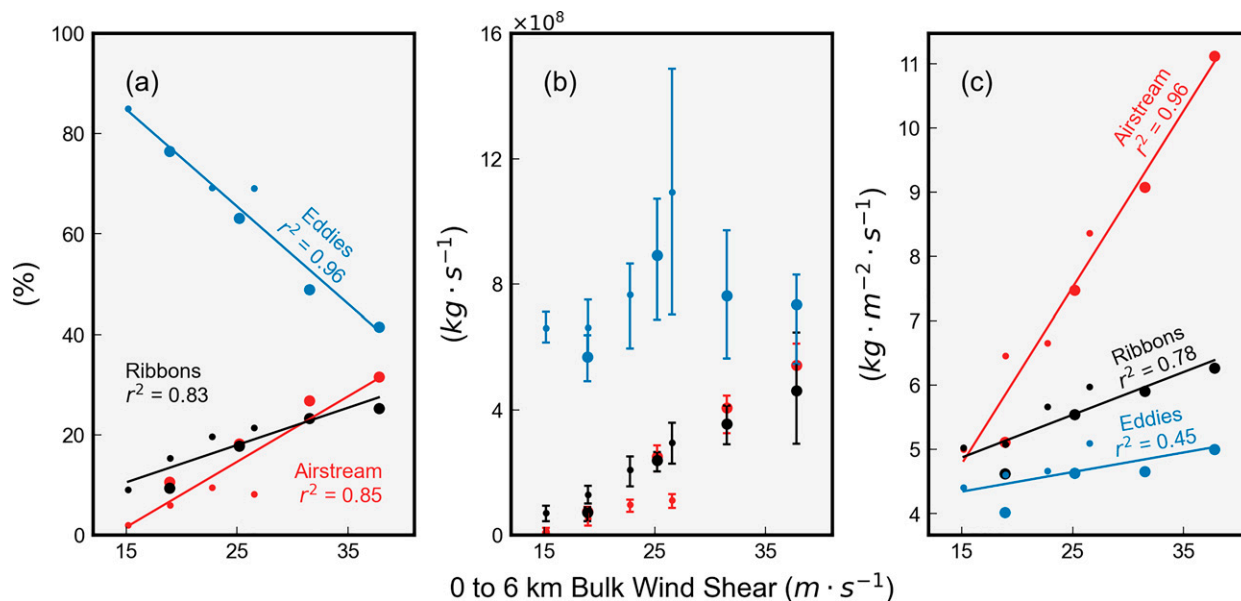 (a)
100
80
60
40
20
0
15
25
35
(%)
Eddies
r² = 0.96
Ribbons
r² = 0.83
Airstream
r² = 0.85
×10⁸
(b)
16
12
8
4
0
15
25
35
(kg · s⁻¹)
(c)
11
10
9
8
7
6
5
4
15
25
35
(kg · m⁻² · s⁻¹)
Airstream
r² = 0.96
Ribbons
r² = 0.78
Eddies
r² = 0.45
0 to 6 km Bulk Wind Shear (m · s⁻¹)